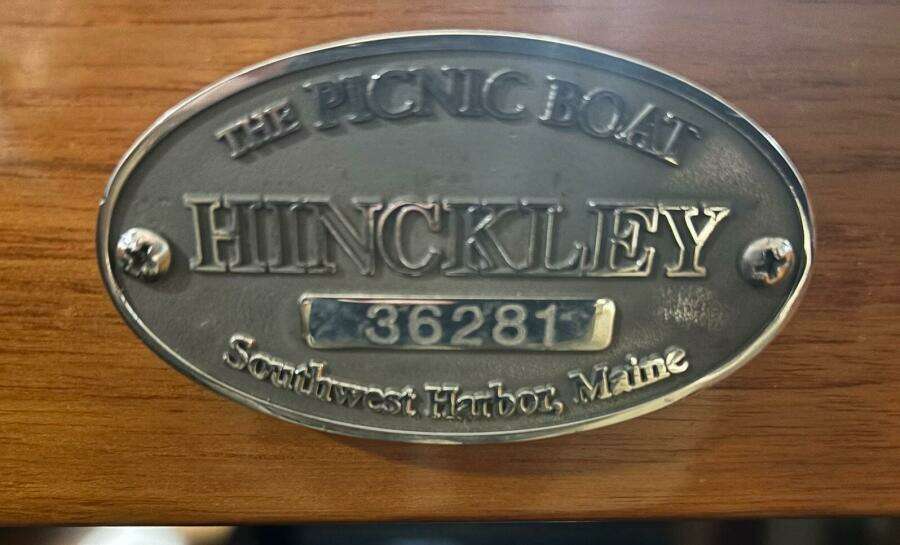 THE PICNIC BOAT
HINCKLEY
36281
Southwest Harbor, Maine